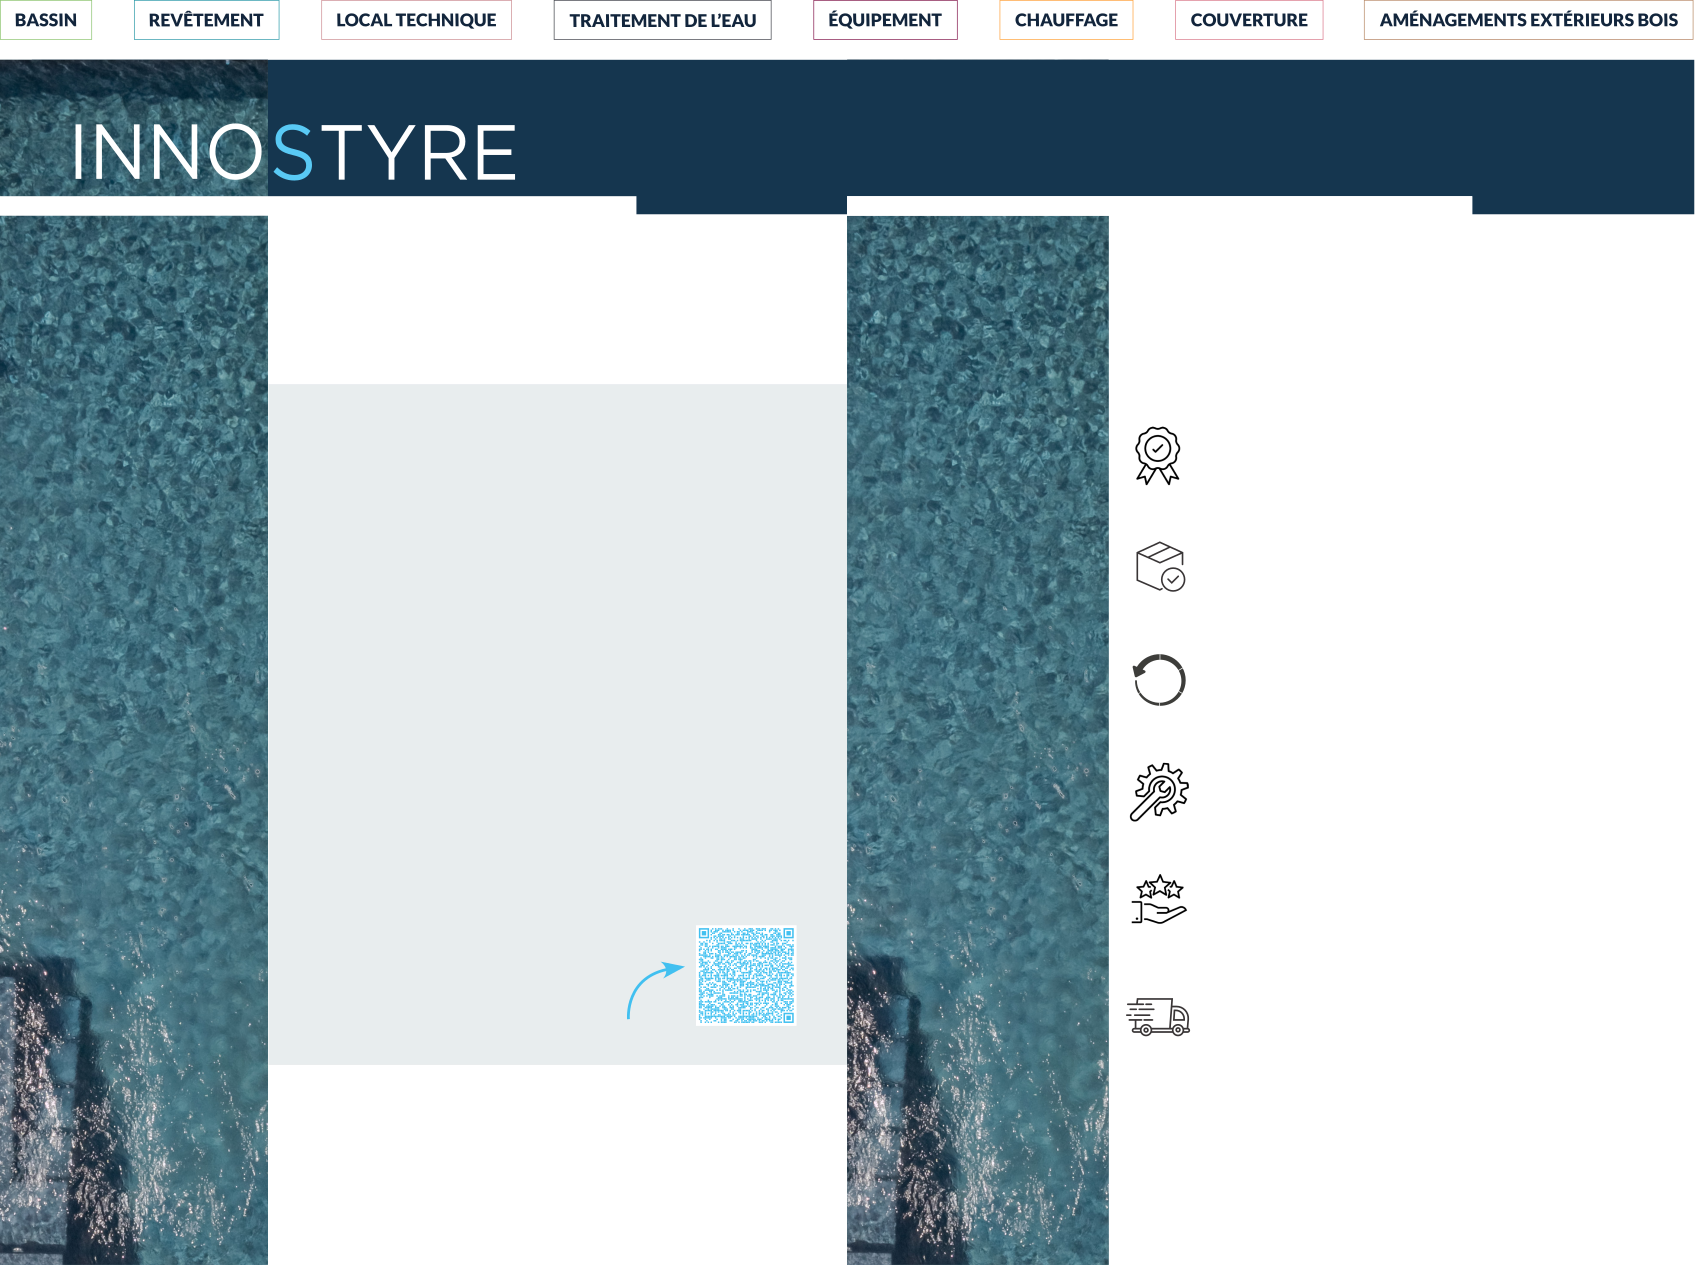 BASSIN
REVÊTEMENT
LOCAL TECHNIQUE
TRAITEMENT DE L'EAU
ÉQUIPEMENT
CHAUFFAGE
COUVERTURE
AMÉNAGEMENTS EXTÉRIEURS BOIS
INNOSTYRE